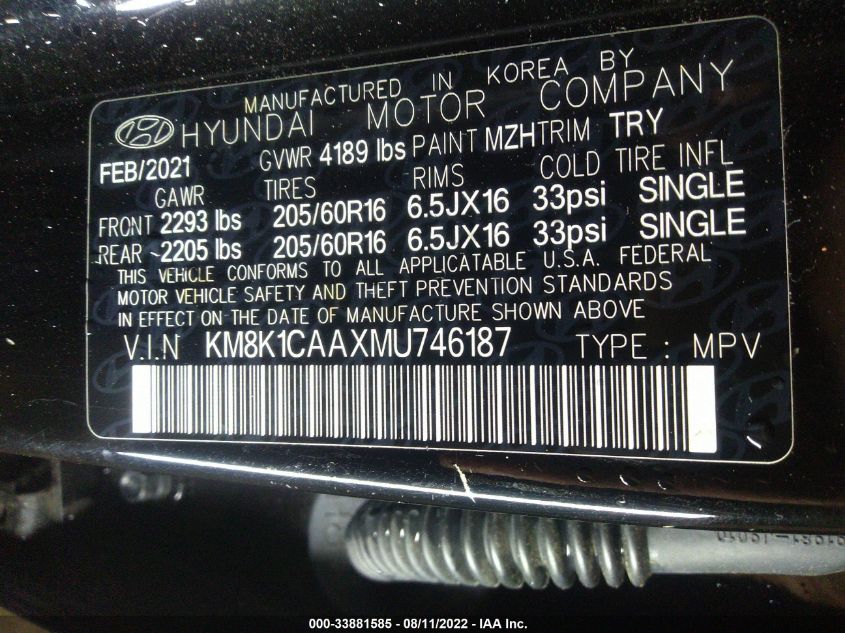 MANUFACTURED IN KOREA BY
HYUNDAI MOTOR COMPANY
FEB/2021 GVWR 4189 lbs PAINT MZH TRIM TRY
GAWR TIRES RIMS COLD TIRE INFL
FRONT 2293 lbs 205/60R16 6.5JX16 33psi SINGLE
REAR 2205 lbs 205/60R16 6.5JX16 33psi SINGLE
THIS VEHICLE CONFORMS TO ALL APPLICATABLE U.S.A. FEDERAL
MOTOR VEHICLE SAFETY AND THEFT PREVENTION STANDARDS
IN EFFECT ON THE DATE OF MANUFACTURE SHOWN ABOVE
V.I.N KM8K1CAAXMU746187 TYPE : MPV
000-33881585 - 08/11/2022 - IAA Inc.